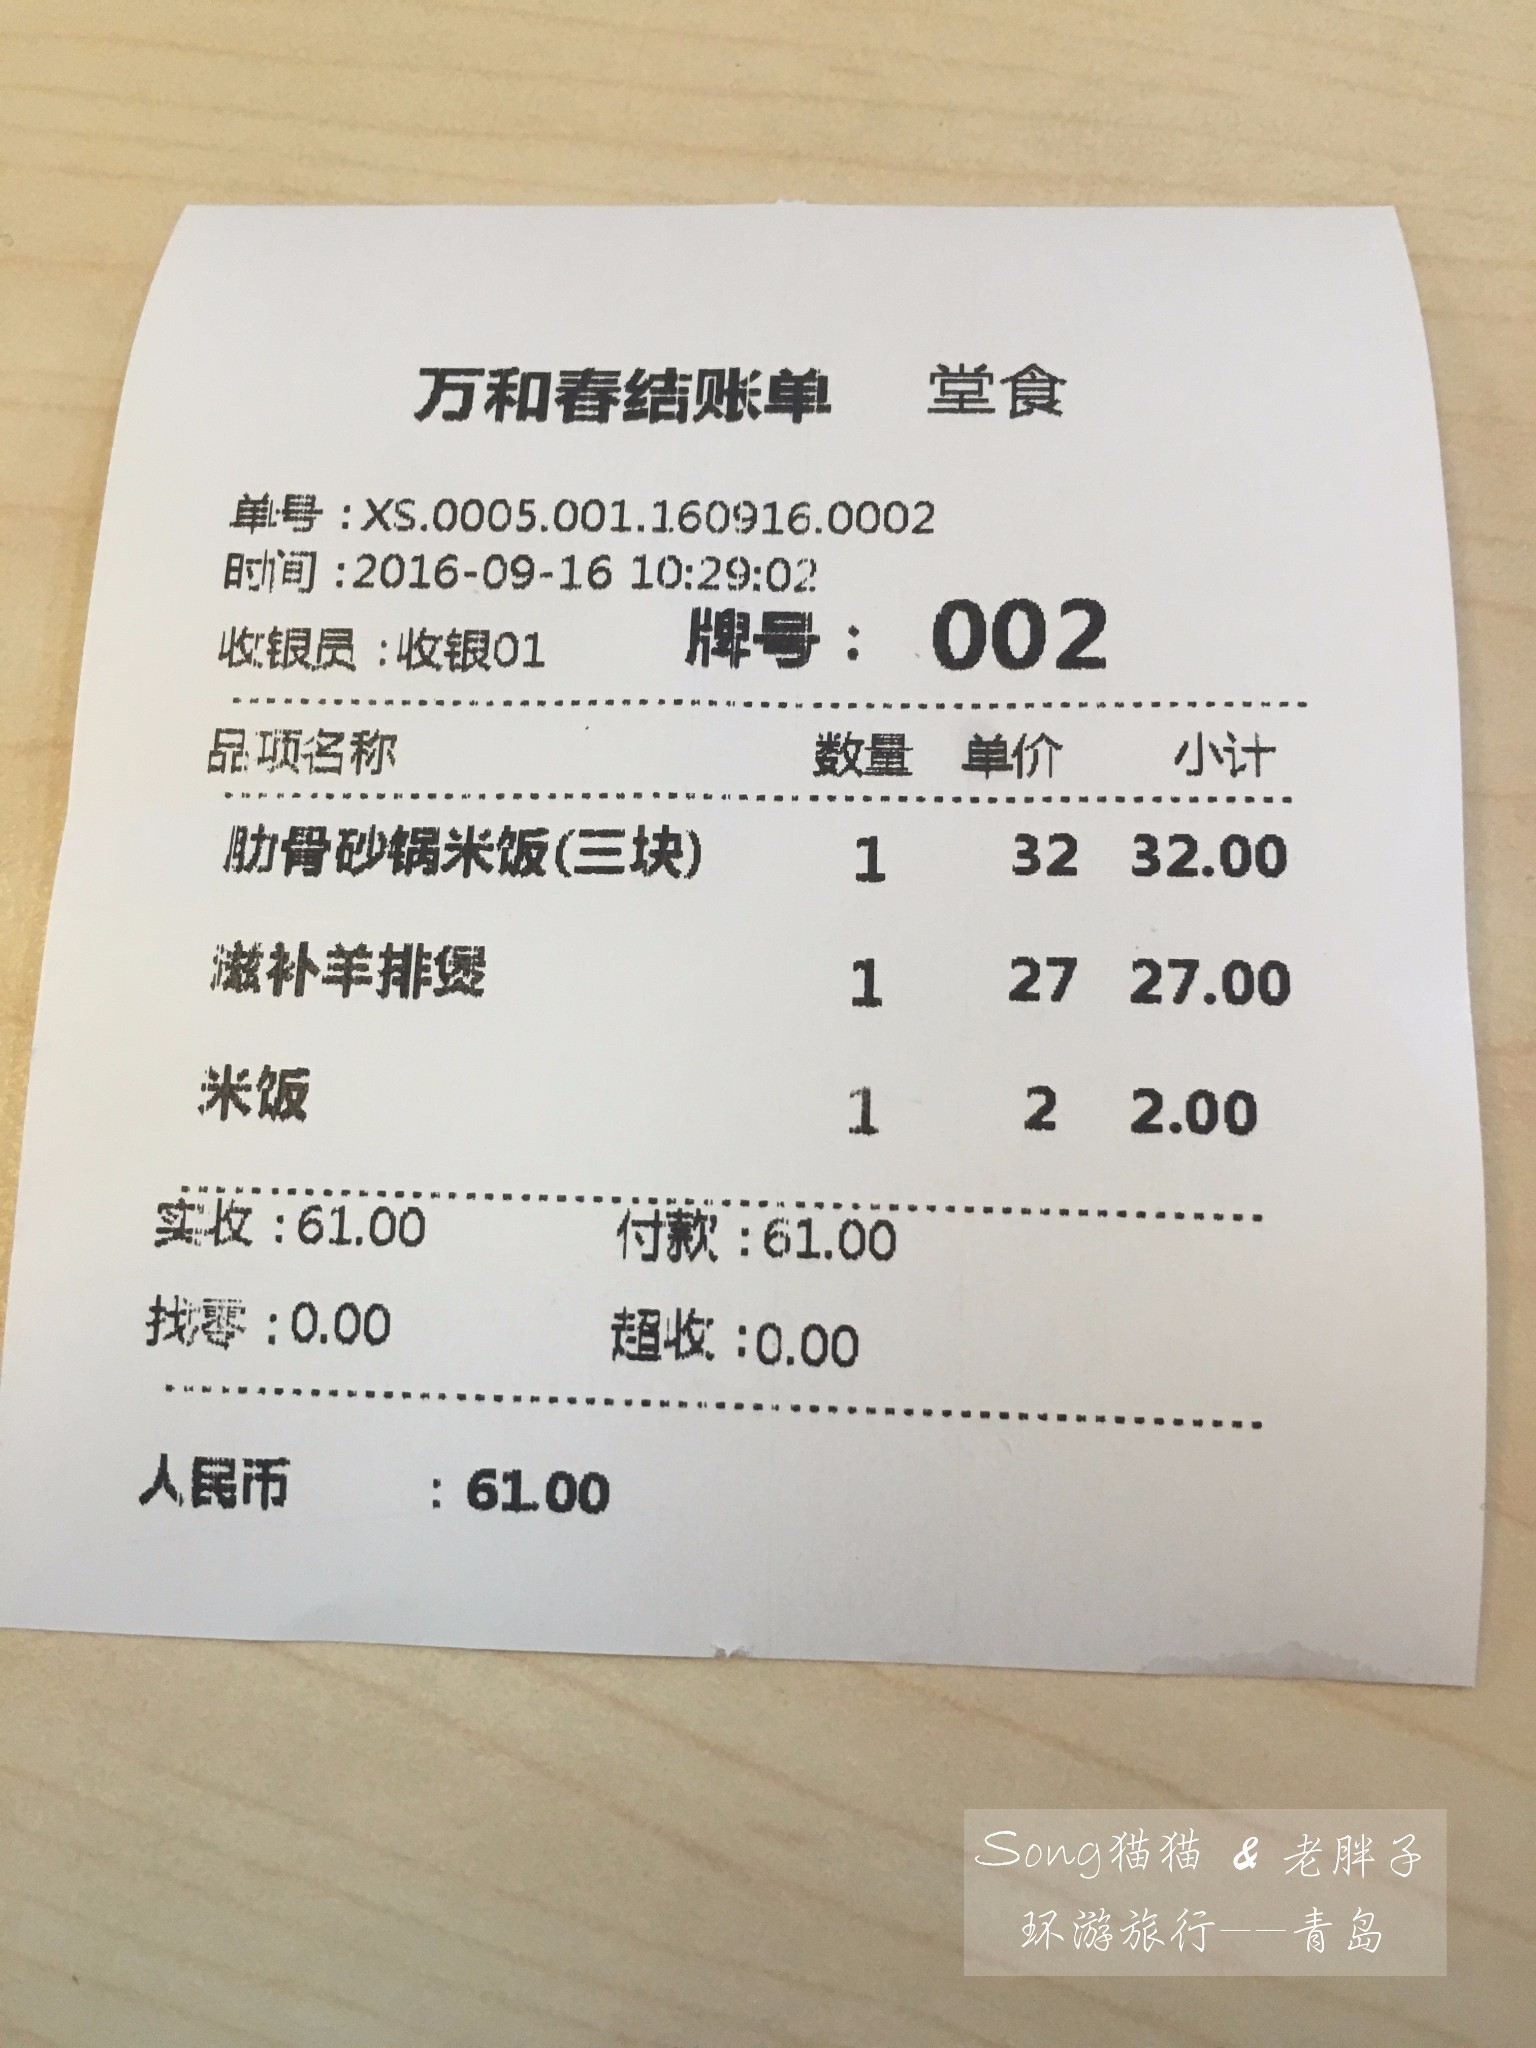 万和春结账单 堂食
单号：XS.0005.001.160916.0002
时间：2016-09-16 10:29:02
收银员：收银01 牌号： 002
品项名称 数量 单价 小计
肋骨砂锅米饭(三块) 1 32 32.00
滋补羊排煲 1 27 27.00
米饭 1 2 2.00
实收：61.00 付款：61.00
找零：0.00 超收：0.00
人民币 ：61.00
Song猫猫 & 老胖子
环游旅行——青岛